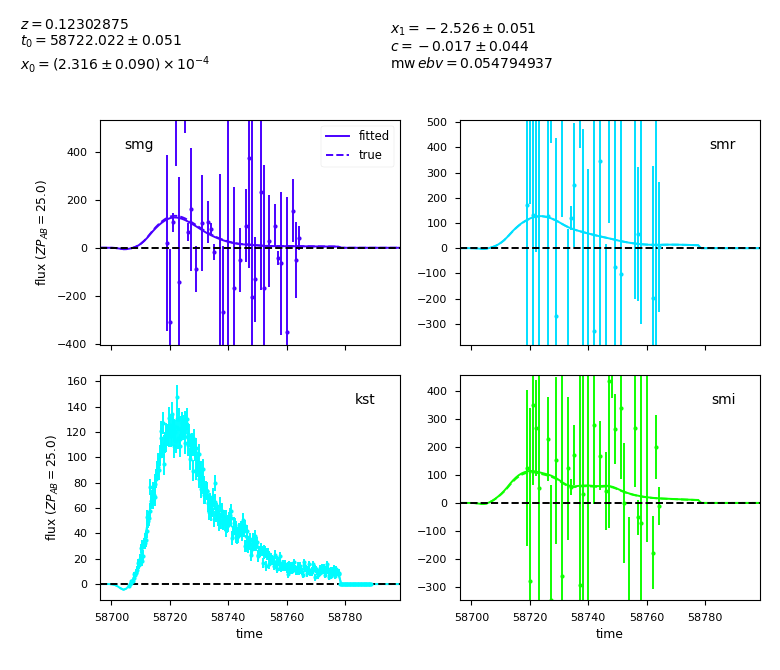 z = 0.12302875
t0 = 58722.022 ± 0.051
x0 = (2.316 ± 0.090) × 10^−4
x1 = −2.526 ± 0.051
c = −0.017 ± 0.044
mw ebv = 0.054794937
smg
fitted
true
400
200
0
−200
−400
flux (ZP_AB = 25.0)
smr
500
400
300
200
100
0
−100
−200
−300
kst
160
140
120
100
80
60
40
20
0
flux (ZP_AB = 25.0)
58700 58720 58740 58760 58780
time
smi
400
300
200
100
0
−100
−200
−300
58700 58720 58740 58760 58780
time